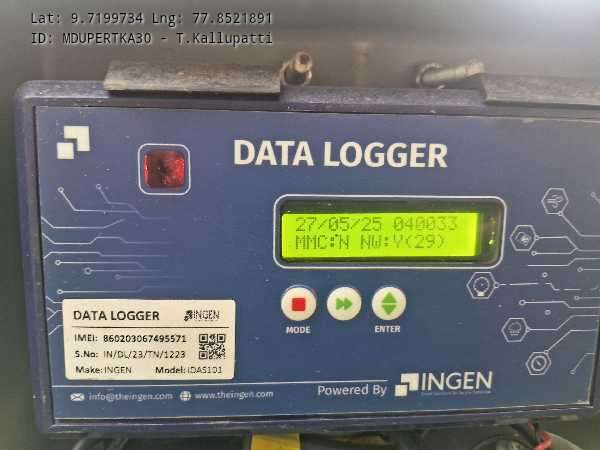 Lat: 9.7199734 Lng: 77.8521891
ID: MDUPERTKA30 - T.Kallupatti
DATA LOGGER
27/05/25 040033
MMC:N NW:Y(29)
MODE
ENTER
DATA LOGGER INGEN
IMEI: 860203067495571
S.No: IN/DL/23/TN/1223
Make: INGEN Model: iDAS101
info@theingen.com www.theingen.com
Powered By INGEN